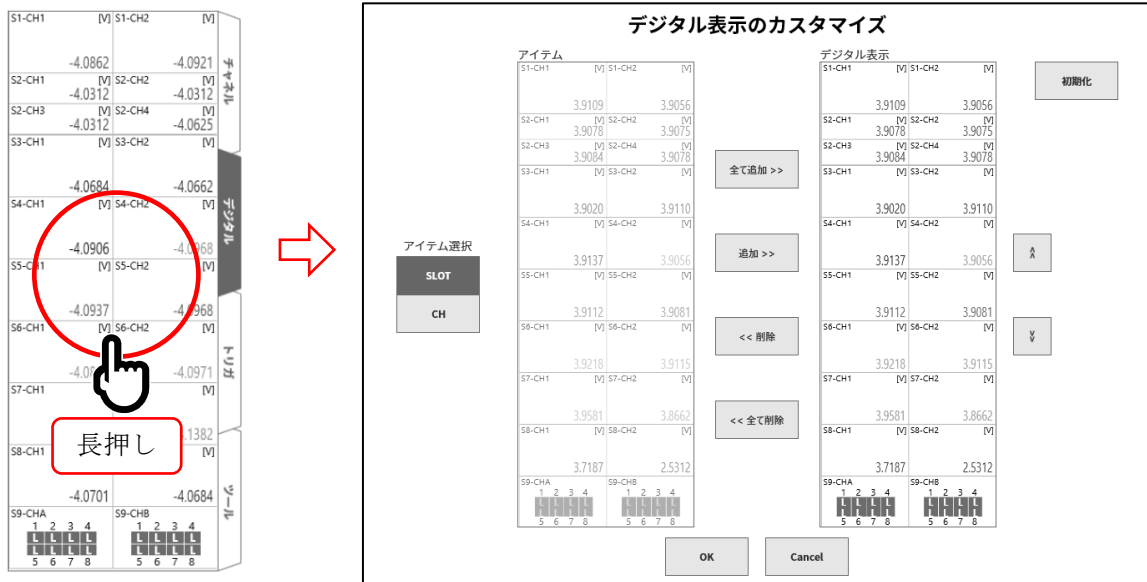 S1-CH1 [V] S1-CH2 [V]
-4.0862 -4.0921
S2-CH1 [V] S2-CH2 [V]
-4.0312 -4.0312
S2-CH3 [V] S2-CH4 [V]
-4.0312 -4.0625
S3-CH1 [V] S3-CH2 [V]
-4.0684 -4.0662
S4-CH1 [V] S4-CH2 [V]
-4.0906 -4.0968
S5-CH1 [V] S5-CH2 [V]
-4.0937 -4.0968
S6-CH1 [V] S6-CH2 [V]
-4.0971
S7-CH1 [V]
長押し
.1382
S8-CH1 [V]
-4.0701 -4.0684
S9-CHA S9-CHB
1 2 3 4 1 2 3 4
L L L L L L L L
L L L L L L L L
5 6 7 8 5 6 7 8
チャネル
デジタル
トリガ
ツール
デジタル表示のカスタマイズ
アイテム選択
SLOT
CH
アイテム
S1-CH1 [V] S1-CH2 [V]
3.9109 3.9056
S2-CH1 [V] S2-CH2 [V]
3.9078 3.9075
S2-CH3 [V] S2-CH4 [V]
3.9084 3.9078
S3-CH1 [V] S3-CH2 [V]
3.9020 3.9110
S4-CH1 [V] S4-CH2 [V]
3.9137 3.9056
S5-CH1 [V] S5-CH2 [V]
3.9112 3.9081
S6-CH1 [V] S6-CH2 [V]
3.9218 3.9115
S7-CH1 [V] S7-CH2 [V]
3.9581 3.8662
S8-CH1 [V] S8-CH2 [V]
3.7187 2.5312
S9-CHA S9-CHB
1 2 3 4 1 2 3 4
L L L L L L L L
L L L L L L L L
5 6 7 8 5 6 7 8
全て追加 >>
追加 >>
<< 削除
<< 全て削除
デジタル表示
S1-CH1 [V] S1-CH2 [V]
3.9109 3.9056
S2-CH1 [V] S2-CH2 [V]
3.9078 3.9075
S2-CH3 [V] S2-CH4 [V]
3.9084 3.9078
S3-CH1 [V] S3-CH2 [V]
3.9020 3.9110
S4-CH1 [V] S4-CH2 [V]
3.9137 3.9056
S5-CH1 [V] S5-CH2 [V]
3.9112 3.9081
S6-CH1 [V] S6-CH2 [V]
3.9218 3.9115
S7-CH1 [V] S7-CH2 [V]
3.9581 3.8662
S8-CH1 [V] S8-CH2 [V]
3.7187 2.5312
S9-CHA S9-CHB
1 2 3 4 1 2 3 4
L L L L L L L L
L L L L L L L L
5 6 7 8 5 6 7 8
初期化
OK
Cancel